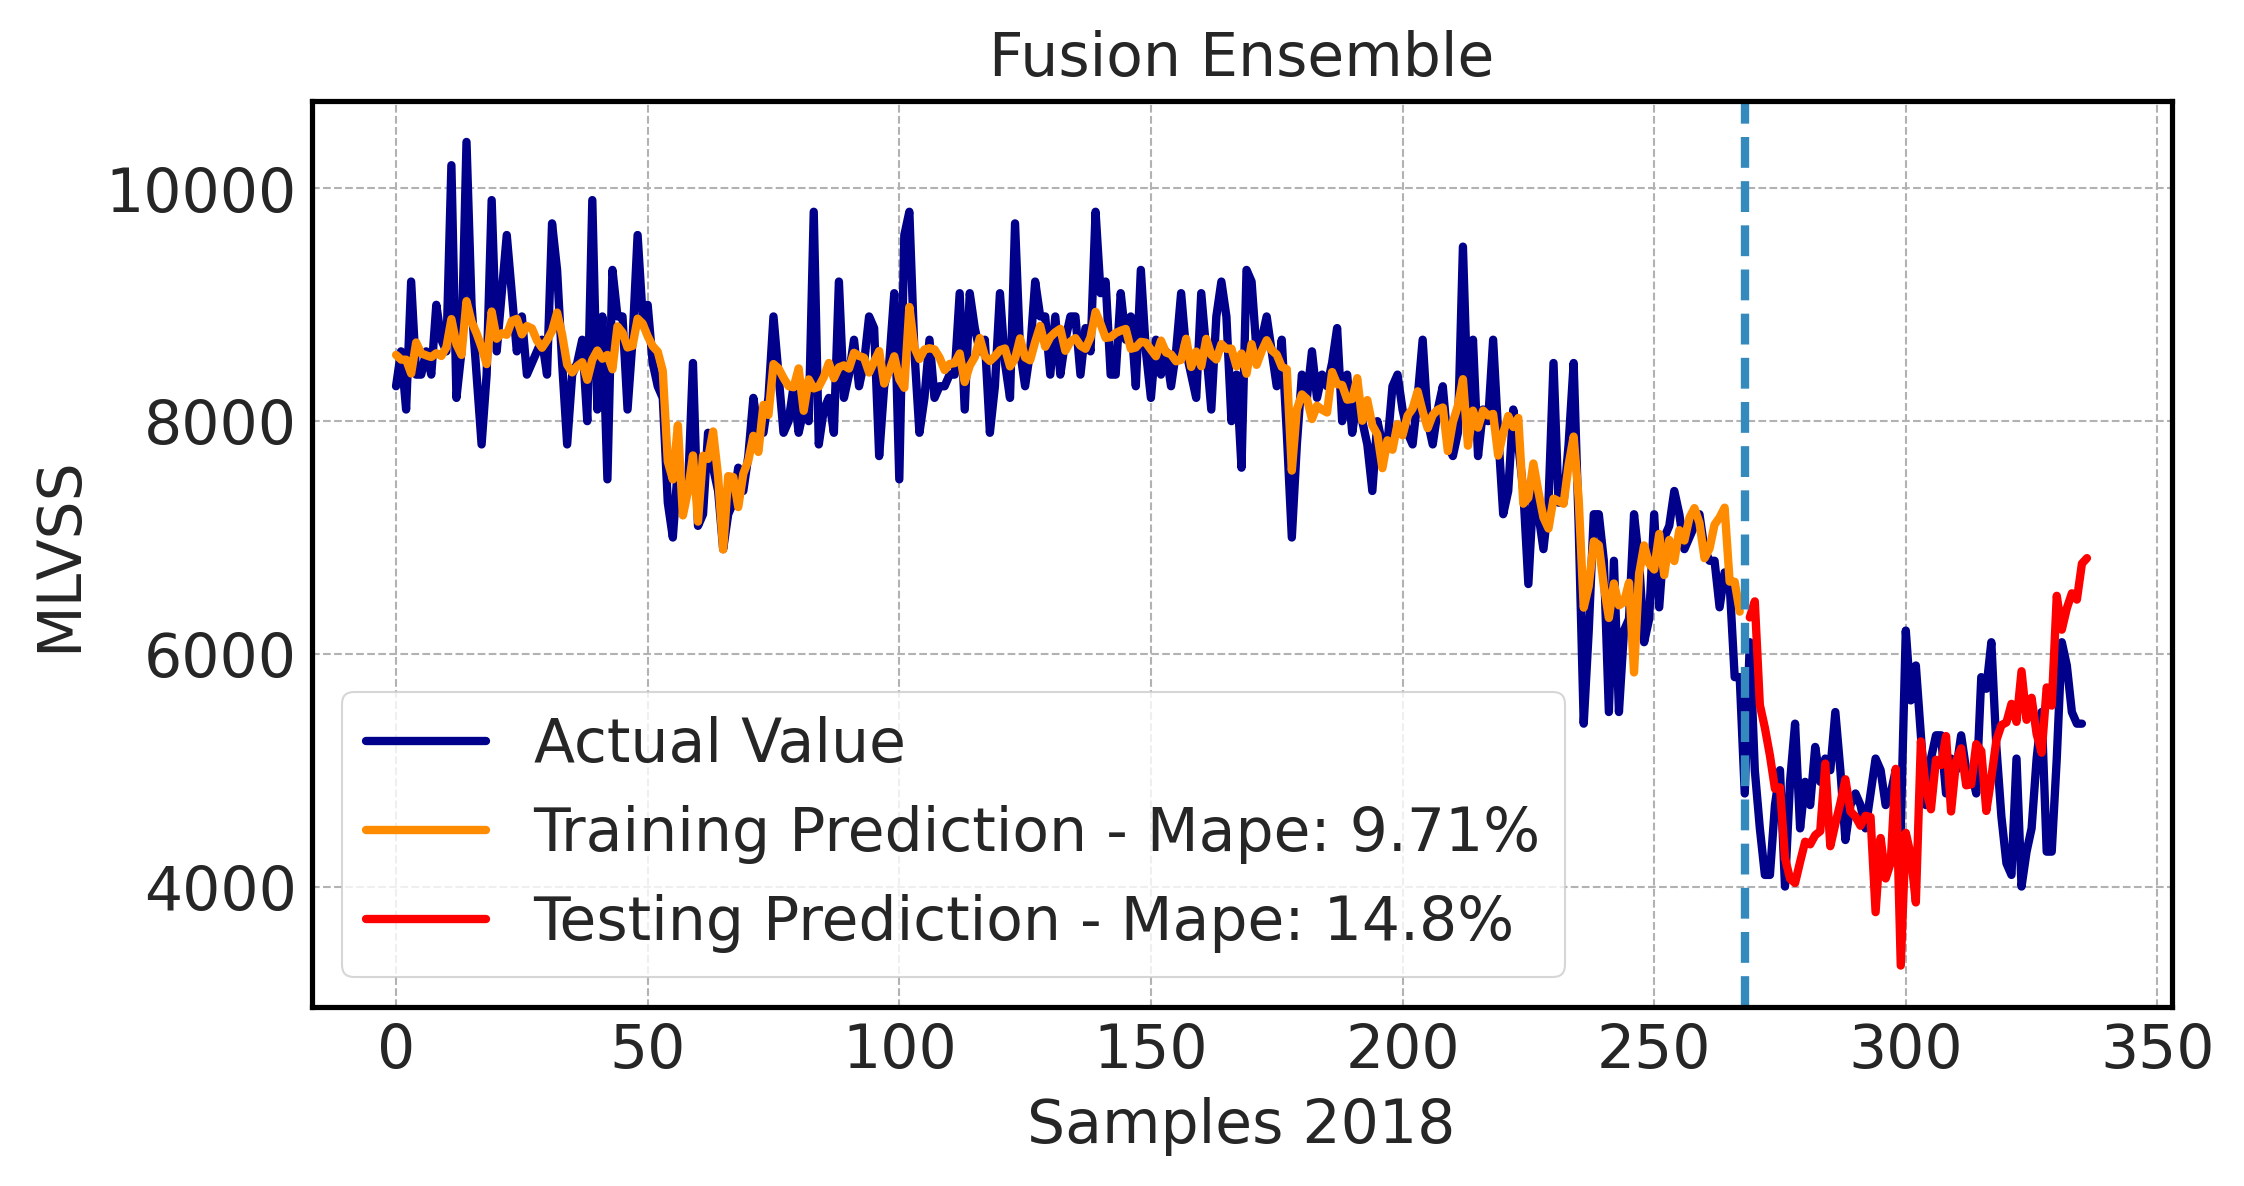 Fusion Ensemble
10000
8000
6000
4000
MLVSS
Actual Value
Training Prediction - Mape: 9.71%
Testing Prediction - Mape: 14.8%
0 50 100 150 200 250 300 350
Samples 2018